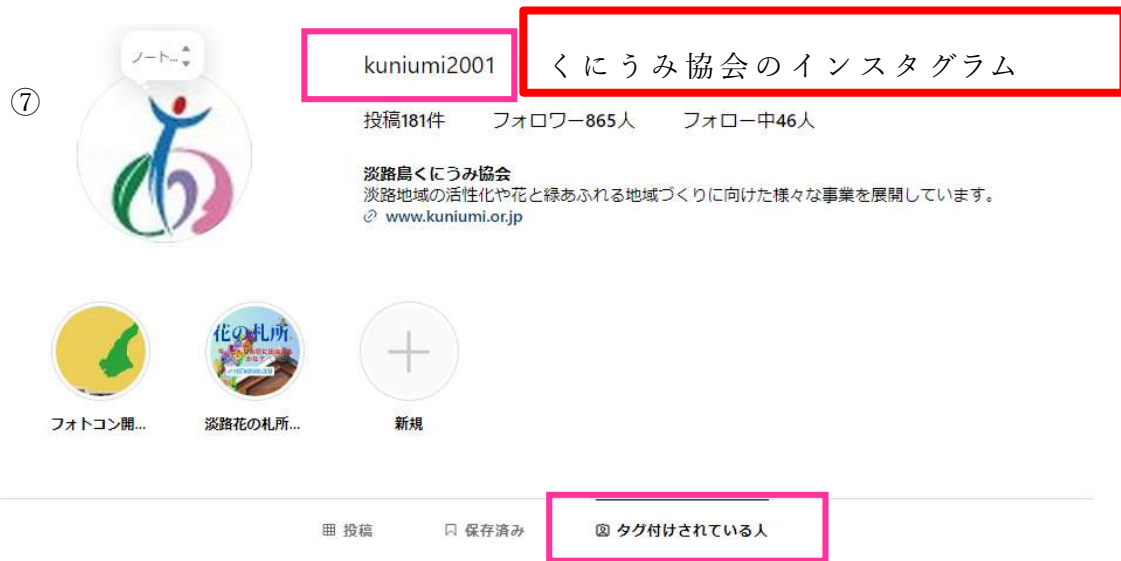 ノート...
kuniumi2001
くにうみ協会のインスタグラム
⑦
投稿181件 フォロワー865人 フォロー中46人
淡路島くにうみ協会
淡路地域の活性化や花と緑あふれる地域づくりに向けた様々な事業を展開しています。
www.kuniumi.or.jp
花の札所
フォトコン開...
淡路花の札所...
新規
投稿
保存済み
タグ付けされている人